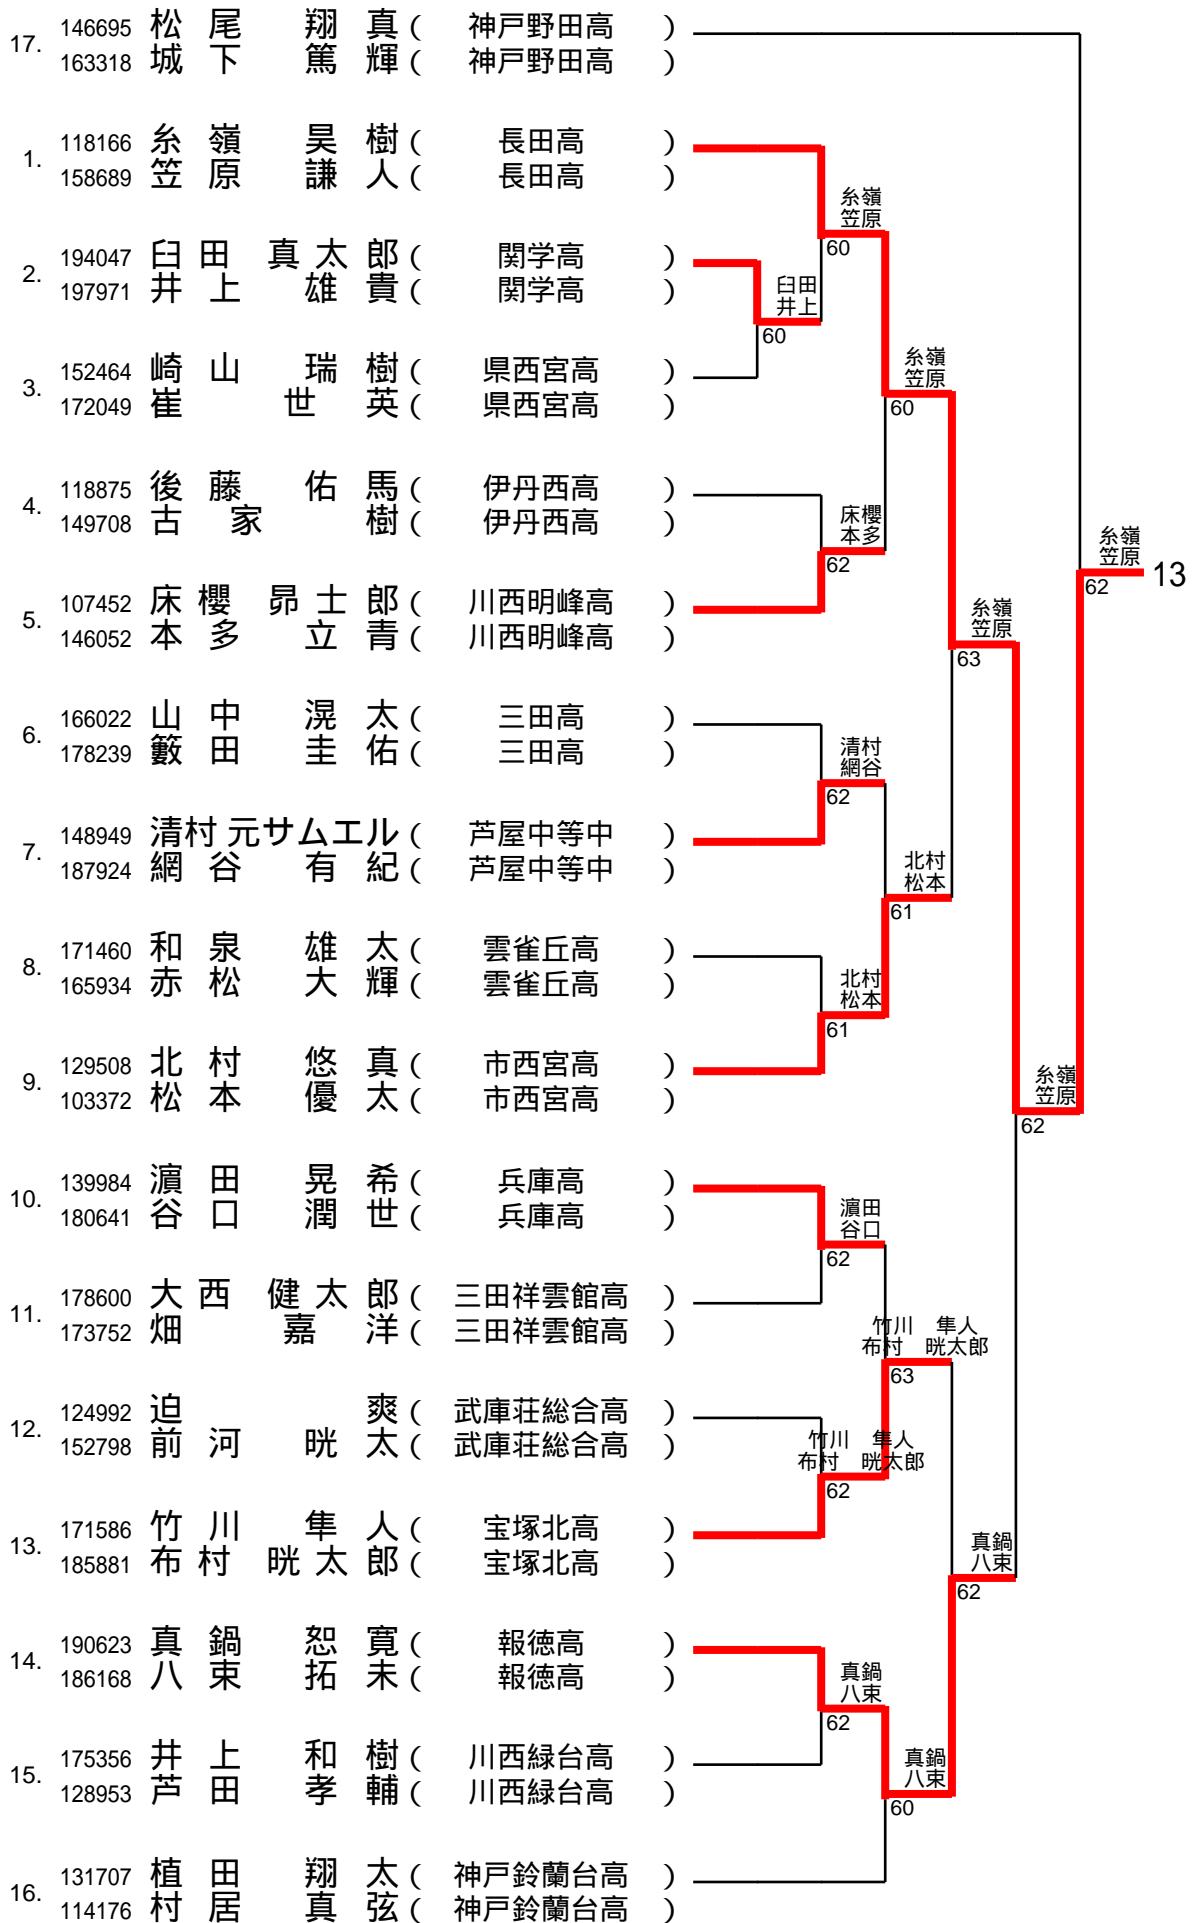 17. 146695 松尾 翔真 ( 神戸野田高 )
163318 城下 篤輝 ( 神戸野田高 )
1. 118166 糸嶺 昊樹 ( 長田高 )
158689 笠原 謙人 ( 長田高 )
2. 194047 臼田 真太郎 ( 関学高 )
197971 井上 雄貴 ( 関学高 )
3. 152464 崎山 瑞樹 ( 県西宮高 )
172049 崔 世英 ( 県西宮高 )
4. 118875 後藤 佑馬 ( 伊丹西高 )
149708 古家 樹 ( 伊丹西高 )
5. 107452 床櫻 昴士郎 ( 川西明峰高 )
146052 本多 立青 ( 川西明峰高 )
6. 166022 山中 滉太 ( 三田高 )
178239 籔田 圭佑 ( 三田高 )
7. 148949 清村 元サムエル ( 芦屋中等中 )
187924 網谷 有紀 ( 芦屋中等中 )
8. 171460 和泉 雄太 ( 雲雀丘高 )
165934 赤松 大輝 ( 雲雀丘高 )
9. 129508 北村 悠真 ( 市西宮高 )
103372 松本 優太 ( 市西宮高 )
10. 139984 濵田 晃希 ( 兵庫高 )
180641 谷口 潤世 ( 兵庫高 )
11. 178600 大西 健太郎 ( 三田祥雲館高 )
173752 畑 嘉洋 ( 三田祥雲館高 )
12. 124992 迫 爽 ( 武庫荘総合高 )
152798 前河 晄太 ( 武庫荘総合高 )
13. 171586 竹川 隼人 ( 宝塚北高 )
185881 布村 晄太郎 ( 宝塚北高 )
14. 190623 真鍋 恕寛 ( 報徳高 )
186168 八束 拓未 ( 報徳高 )
15. 175356 井上 和樹 ( 川西緑台高 )
128953 芦田 孝輔 ( 川西緑台高 )
16. 131707 植田 翔太 ( 神戸鈴蘭台高 )
114176 村居 真弦 ( 神戸鈴蘭台高 )
臼田
井上
60
糸嶺
笠原
60
床櫻
本多
62
清村
網谷
62
北村
松本
61
濵田
谷口
62
竹川 隼人
布村 晄太郎
62
真鍋
八束
62
糸嶺
笠原
60
北村
松本
61
竹川 隼人
布村 晄太郎
63
真鍋
八束
60
糸嶺
笠原
63
真鍋
八束
62
糸嶺
笠原
62
糸嶺
笠原
62
13